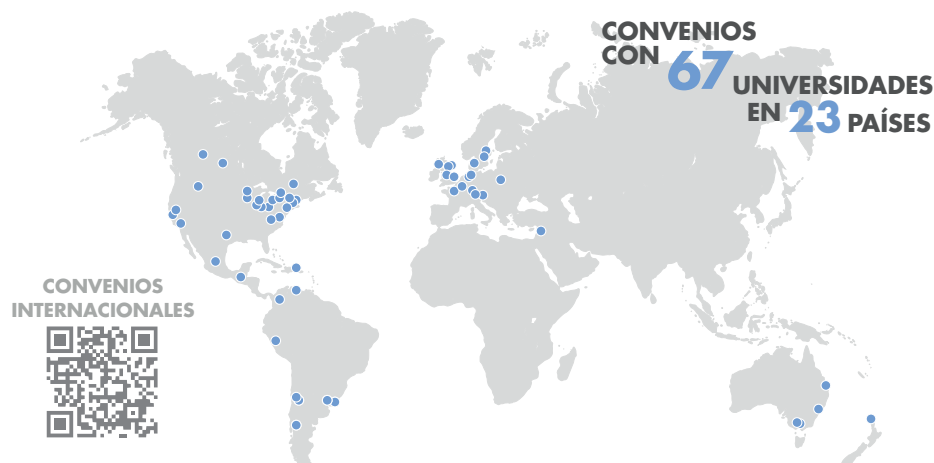 CONVENIOS
CON 67 UNIVERSIDADES
EN 23 PAÍSES
CONVENIOS
INTERNACIONALES